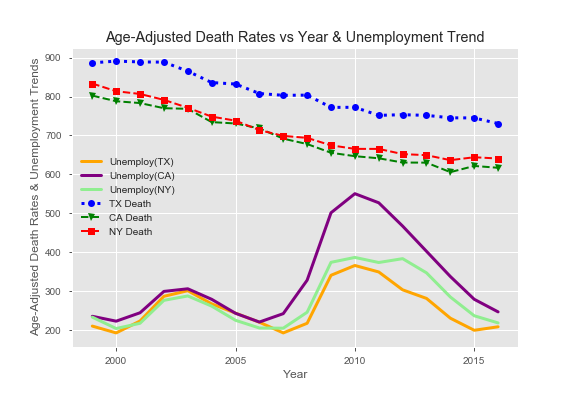 Age-Adjusted Death Rates vs Year & Unemployment Trend
Age-Adjusted Death Rates & Unemployment Trends
900
800
700
600
500
400
300
200
Unemploy(TX)
Unemploy(CA)
Unemploy(NY)
TX Death
CA Death
NY Death
2000
2005
2010
2015
Year